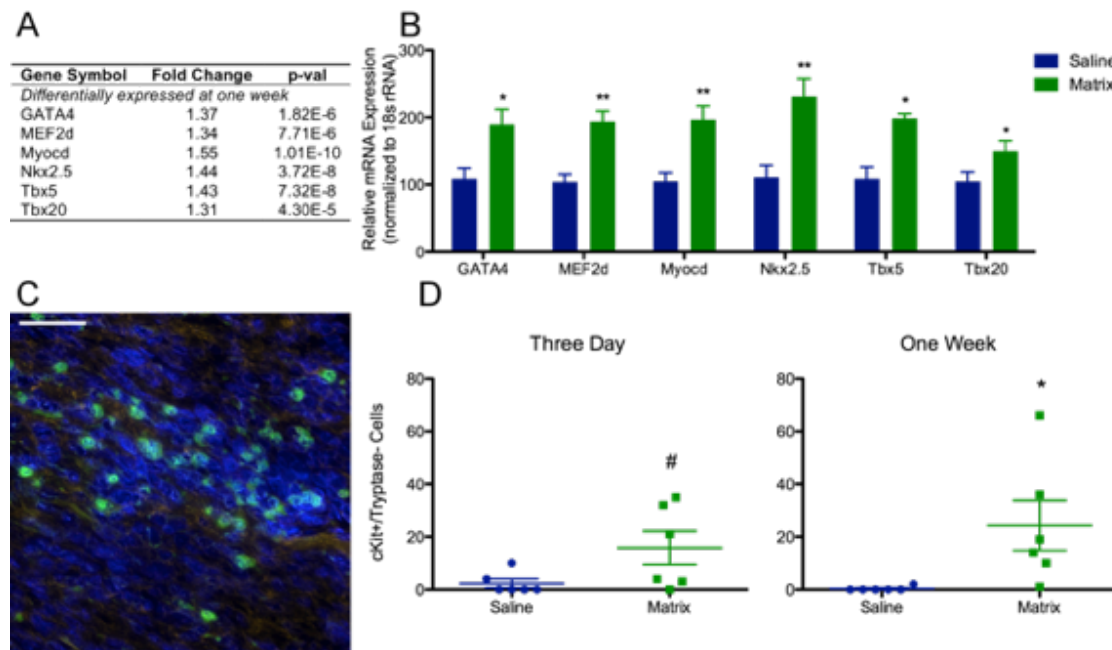 A
Gene Symbol Fold Change p-val
Differentially expressed at one week
GATA4 1.37 1.82E-6
MEF2d 1.34 7.71E-6
Myocd 1.55 1.01E-10
Nkx2.5 1.44 3.72E-8
Tbx5 1.43 7.32E-8
Tbx20 1.31 4.30E-5
B
Relative mRNA Expression
(normalized to 18s rRNA)
300
200
100
0
* ** ** ** * *
GATA4 MEF2d Myocd Nkx2.5 Tbx5 Tbx20
Saline
Matrix
C
D
Three Day
cKit+/Tryptase- Cells
80
60
40
20
0
#
Saline Matrix
One Week
80
60
40
20
0
*
Saline Matrix